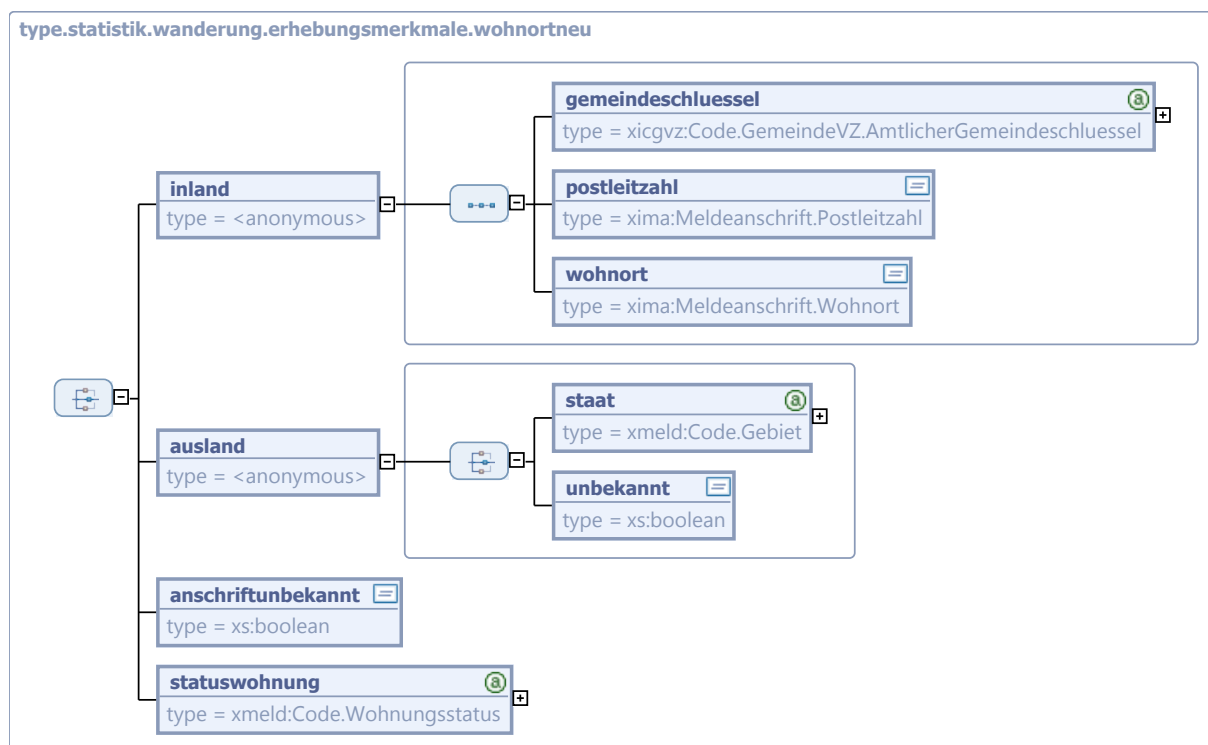 type.statistik.wanderung.erhebungsmerkmale.wohnortneu
gemeindeschluessel
type = xicgvz:Code.GemeindeVZ.AmtlicherGemeindeschluessel
inland
type = <anonymous>
postleitzahl
type = xima:Meldeanschrift.Postleitzahl
wohnort
type = xima:Meldeanschrift.Wohnort
staat
type = xmeld:Code.Gebiet
ausland
type = <anonymous>
unbekannt
type = xs:boolean
anschriftunbekannt
type = xs:boolean
statuswohnung
type = xmeld:Code.Wohnungsstatus